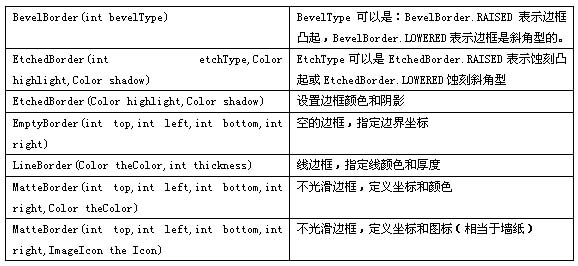 BevelBorder(int bevelType)
BevelType 可以是：BevelBorder.RAISED 表示边框
凸起，BevelBorder.LOWERED 表示边框是斜角型的。
EtchedBorder(int etchType,Color
highlight,Color shadow)
EtchType 可以是 EtchedBorder.RAISED 表示蚀刻凸
起或 EtchedBorder.LOWERED 蚀刻斜角型
EtchedBorder(Color highlight,Color shadow)
设置边框颜色和阴影
EmptyBorder(int top,int left,int bottom,int
right)
空的边框，指定边界坐标
LineBorder(Color theColor,int thickness)
线边框，指定线颜色和厚度
MatteBorder(int top,int left,int bottom,int
right,Color theColor)
不光滑边框，定义坐标和颜色
MatteBorder(int top,int left,int bottom,int
right,ImageIcon the Icon)
不光滑边框，定义坐标和图标（相当于墙纸）